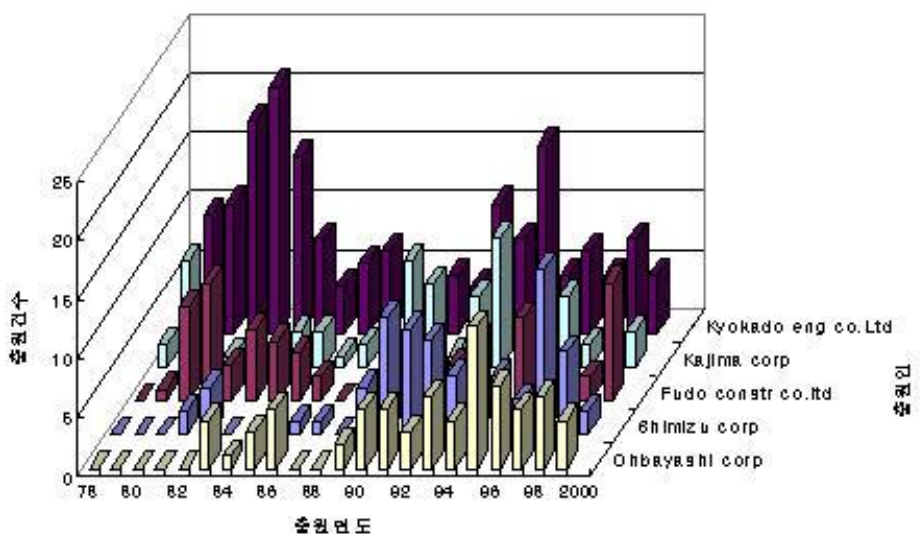 25
20
15
10
5
0
78 80 82 84 86 88 90 92 94 96 98 2000
출원건수
출원년도
출원인
Kyokado eng co.Ltd
Kajima corp
Fudo constr co.ltd
Shimizu corp
Ohbayashi corp